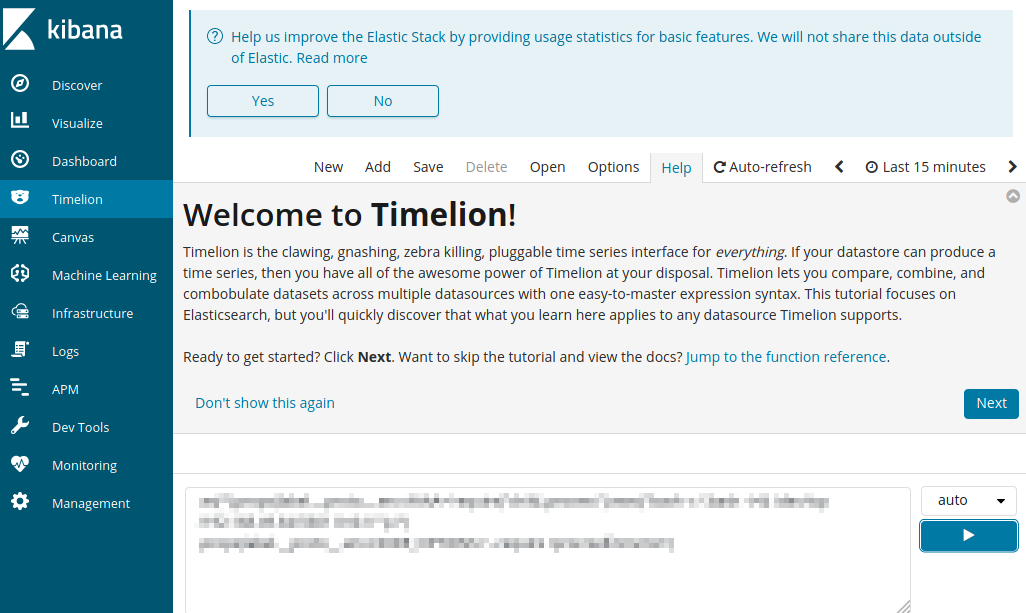 kibana
Discover
Visualize
Dashboard
Timelion
Canvas
Machine Learning
Infrastructure
Logs
APM
Dev Tools
Monitoring
Management
Help us improve the Elastic Stack by providing usage statistics for basic features. We will not share this data outside
of Elastic. Read more
Yes No
New Add Save Delete Open Options Help Auto-refresh Last 15 minutes
Welcome to Timelion!
Timelion is the clawing, gnashing, zebra killing, pluggable time series interface for everything. If your datastore can produce a
time series, then you have all of the awesome power of Timelion at your disposal. Timelion lets you compare, combine, and
combobulate datasets across multiple datasources with one easy-to-master expression syntax. This tutorial focuses on
Elasticsearch, but you'll quickly discover that what you learn here applies to any datasource Timelion supports.
Ready to get started? Click Next. Want to skip the tutorial and view the docs? Jump to the function reference.
Don't show this again
Next
auto